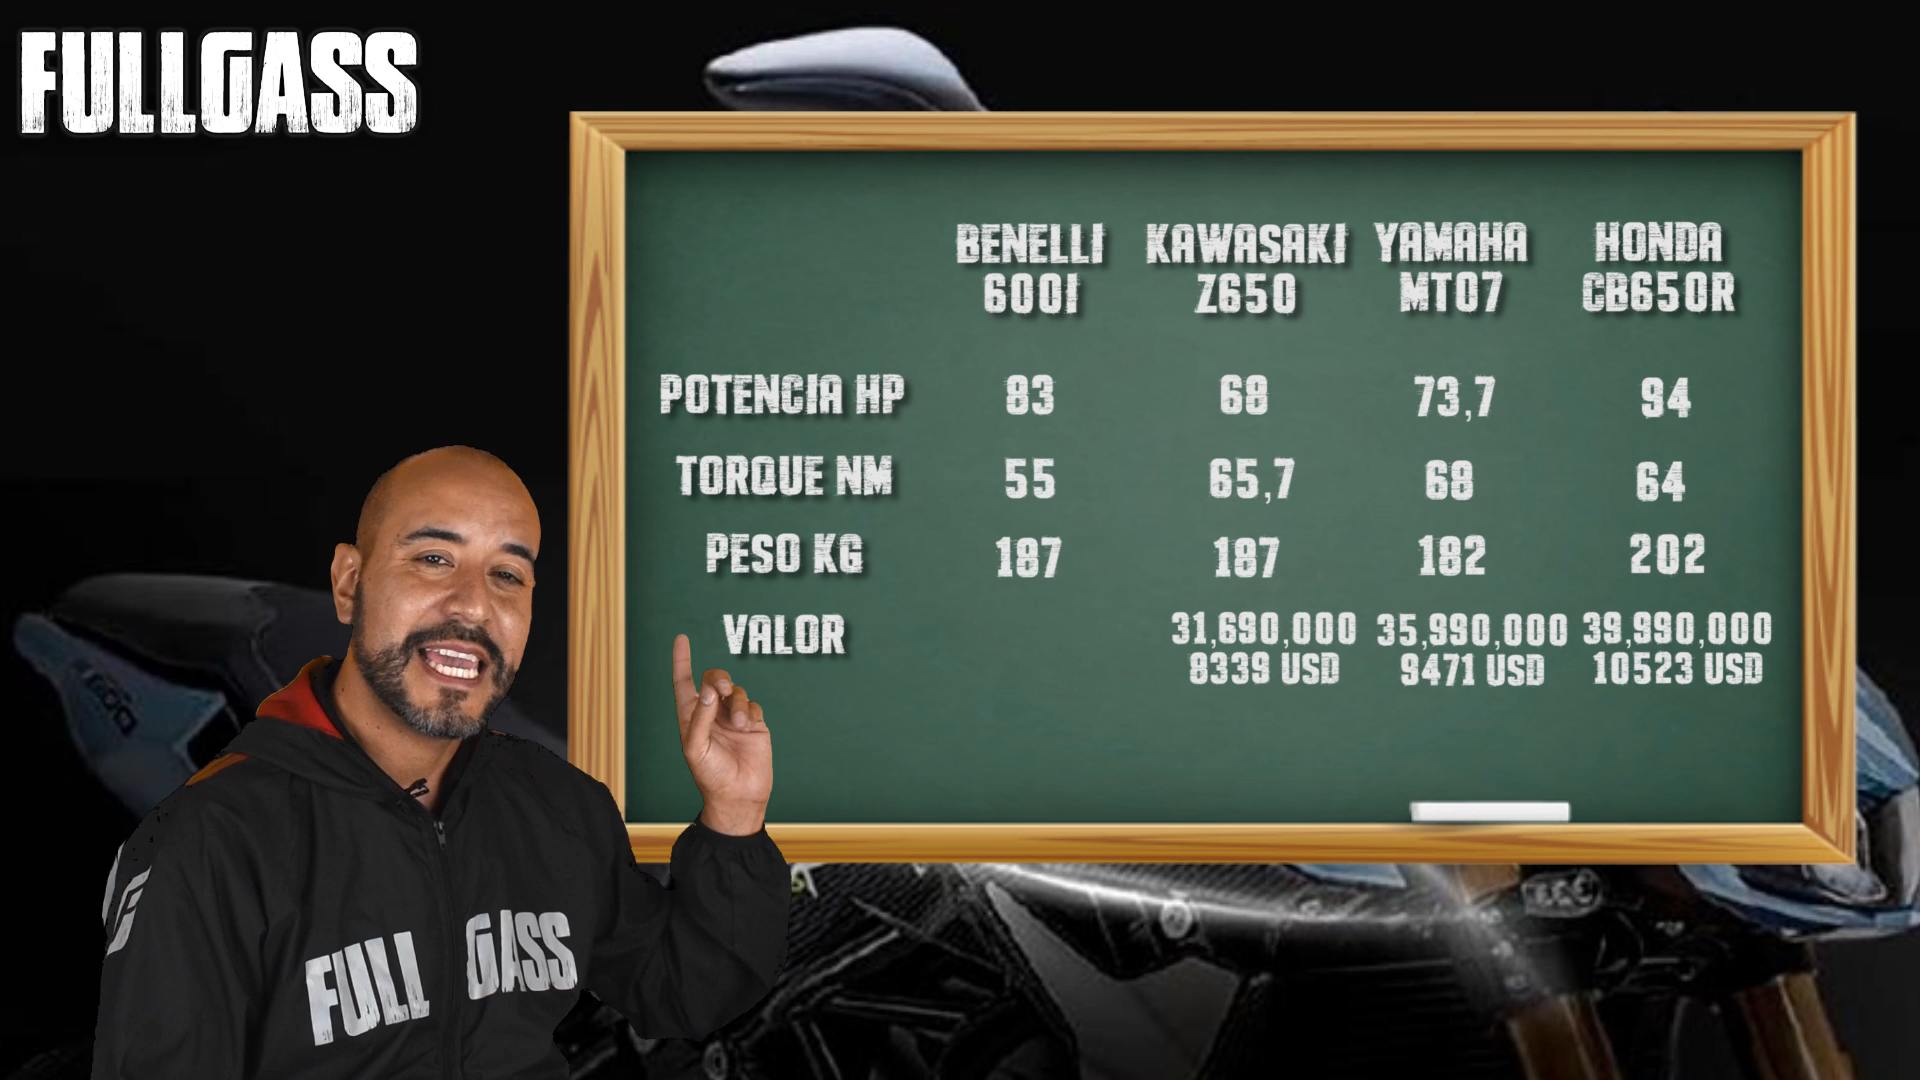 FULLGASS
BENELLI KAWASAKI YAMAHA HONDA
600I Z650 MT07 CB650R
POTENCIA HP 83 68 73,7 94
TORQUE NM 55 65,7 68 64
PESO KG 187 187 182 202
VALOR 31,690,000 35,990,000 39,990,000
8339 USD 9471 USD 10523 USD
FULL GASS